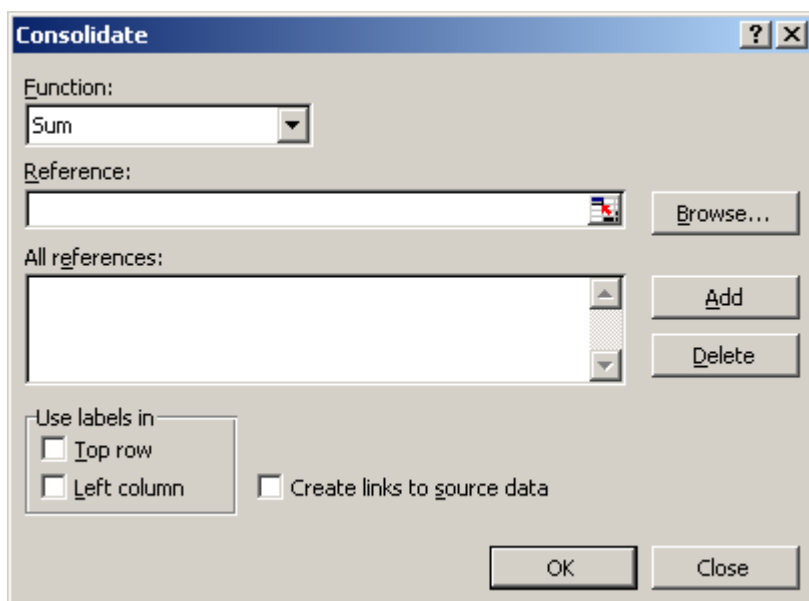 Consolidate
Function:
Sum
Reference:
Browse...
All references:
Add
Delete
Use labels in
Top row
Left column
Create links to source data
OK
Close